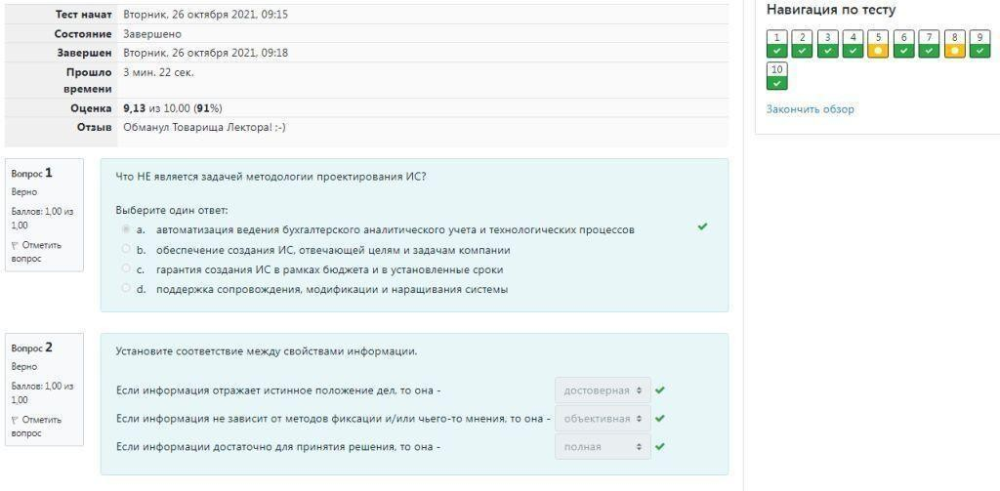 Тест начат Вторник, 26 октября 2021, 09:15
Состояние Завершено
Завершен Вторник, 26 октября 2021, 09:18
Прошло времени 3 мин. 22 сек.
Оценка 9,13 из 10,00 (91%)
Отзыв Обманул Товарища Лектора! ;-)
Вопрос 1
Верно
Баллов: 1,00 из
1,00
Отметить
вопрос
Что НЕ является задачей методологии проектирования ИС?
Выберите один ответ:
a. автоматизация ведения бухгалтерского аналитического учета и технологических процессов
b. обеспечение создания ИС, отвечающей целям и задачам компании
c. гарантия создания ИС в рамках бюджета и в установленные сроки
d. поддержка сопровождения, модификации и наращивания системы
Вопрос 2
Верно
Баллов: 1,00 из
1,00
Отметить
вопрос
Установите соответствие между свойствами информации.
Если информация отражает истинное положение дел, то она - достоверная
Если информация не зависит от методов фиксации и/или чьего-то мнения, то она - объективная
Если информации достаточно для принятия решения, то она - полная
Навигация по тесту
1 2 3 4 5 6 7 8 9
10
Закончить обзор